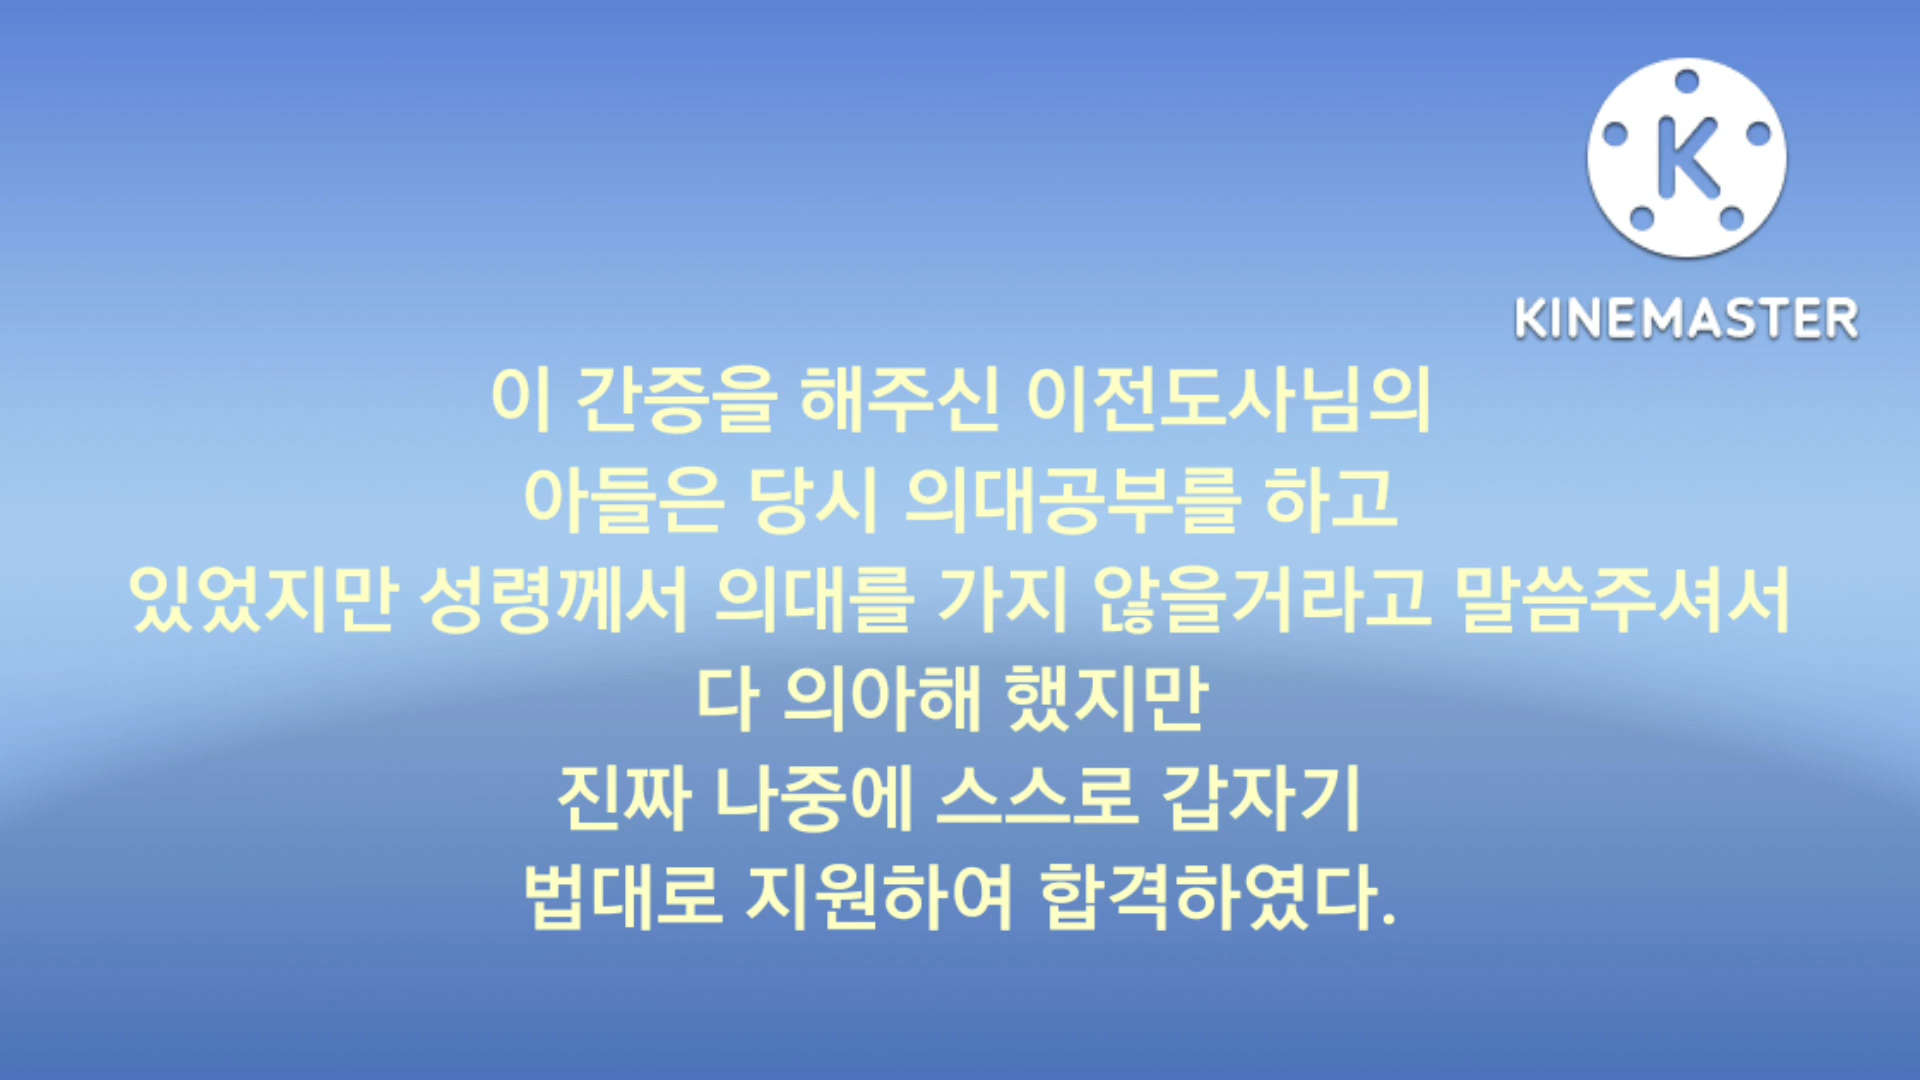 KINEMASTER
이 간증을 해주신 이전도사님의
아들은 당시 의대공부를 하고
있었지만 성령께서 의대를 가지 않을거라고 말씀주셔서
다 의아해 했지만
진짜 나중에 스스로 갑자기
법대로 지원하여 합격하였다.